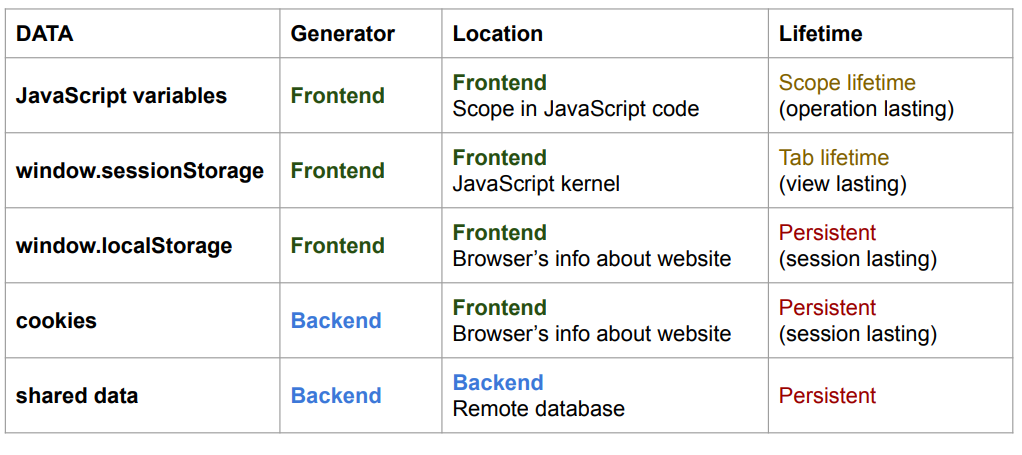 DATA Generator Location Lifetime
JavaScript variables Frontend Frontend Scope lifetime
Scope in JavaScript code (operation lasting)
window.sessionStorage Frontend Frontend Tab lifetime
JavaScript kernel (view lasting)
window.localStorage Frontend Frontend Persistent
Browser’s info about website (session lasting)
cookies Backend Frontend Persistent
Browser’s info about website (session lasting)
shared data Backend Backend Persistent
Remote database